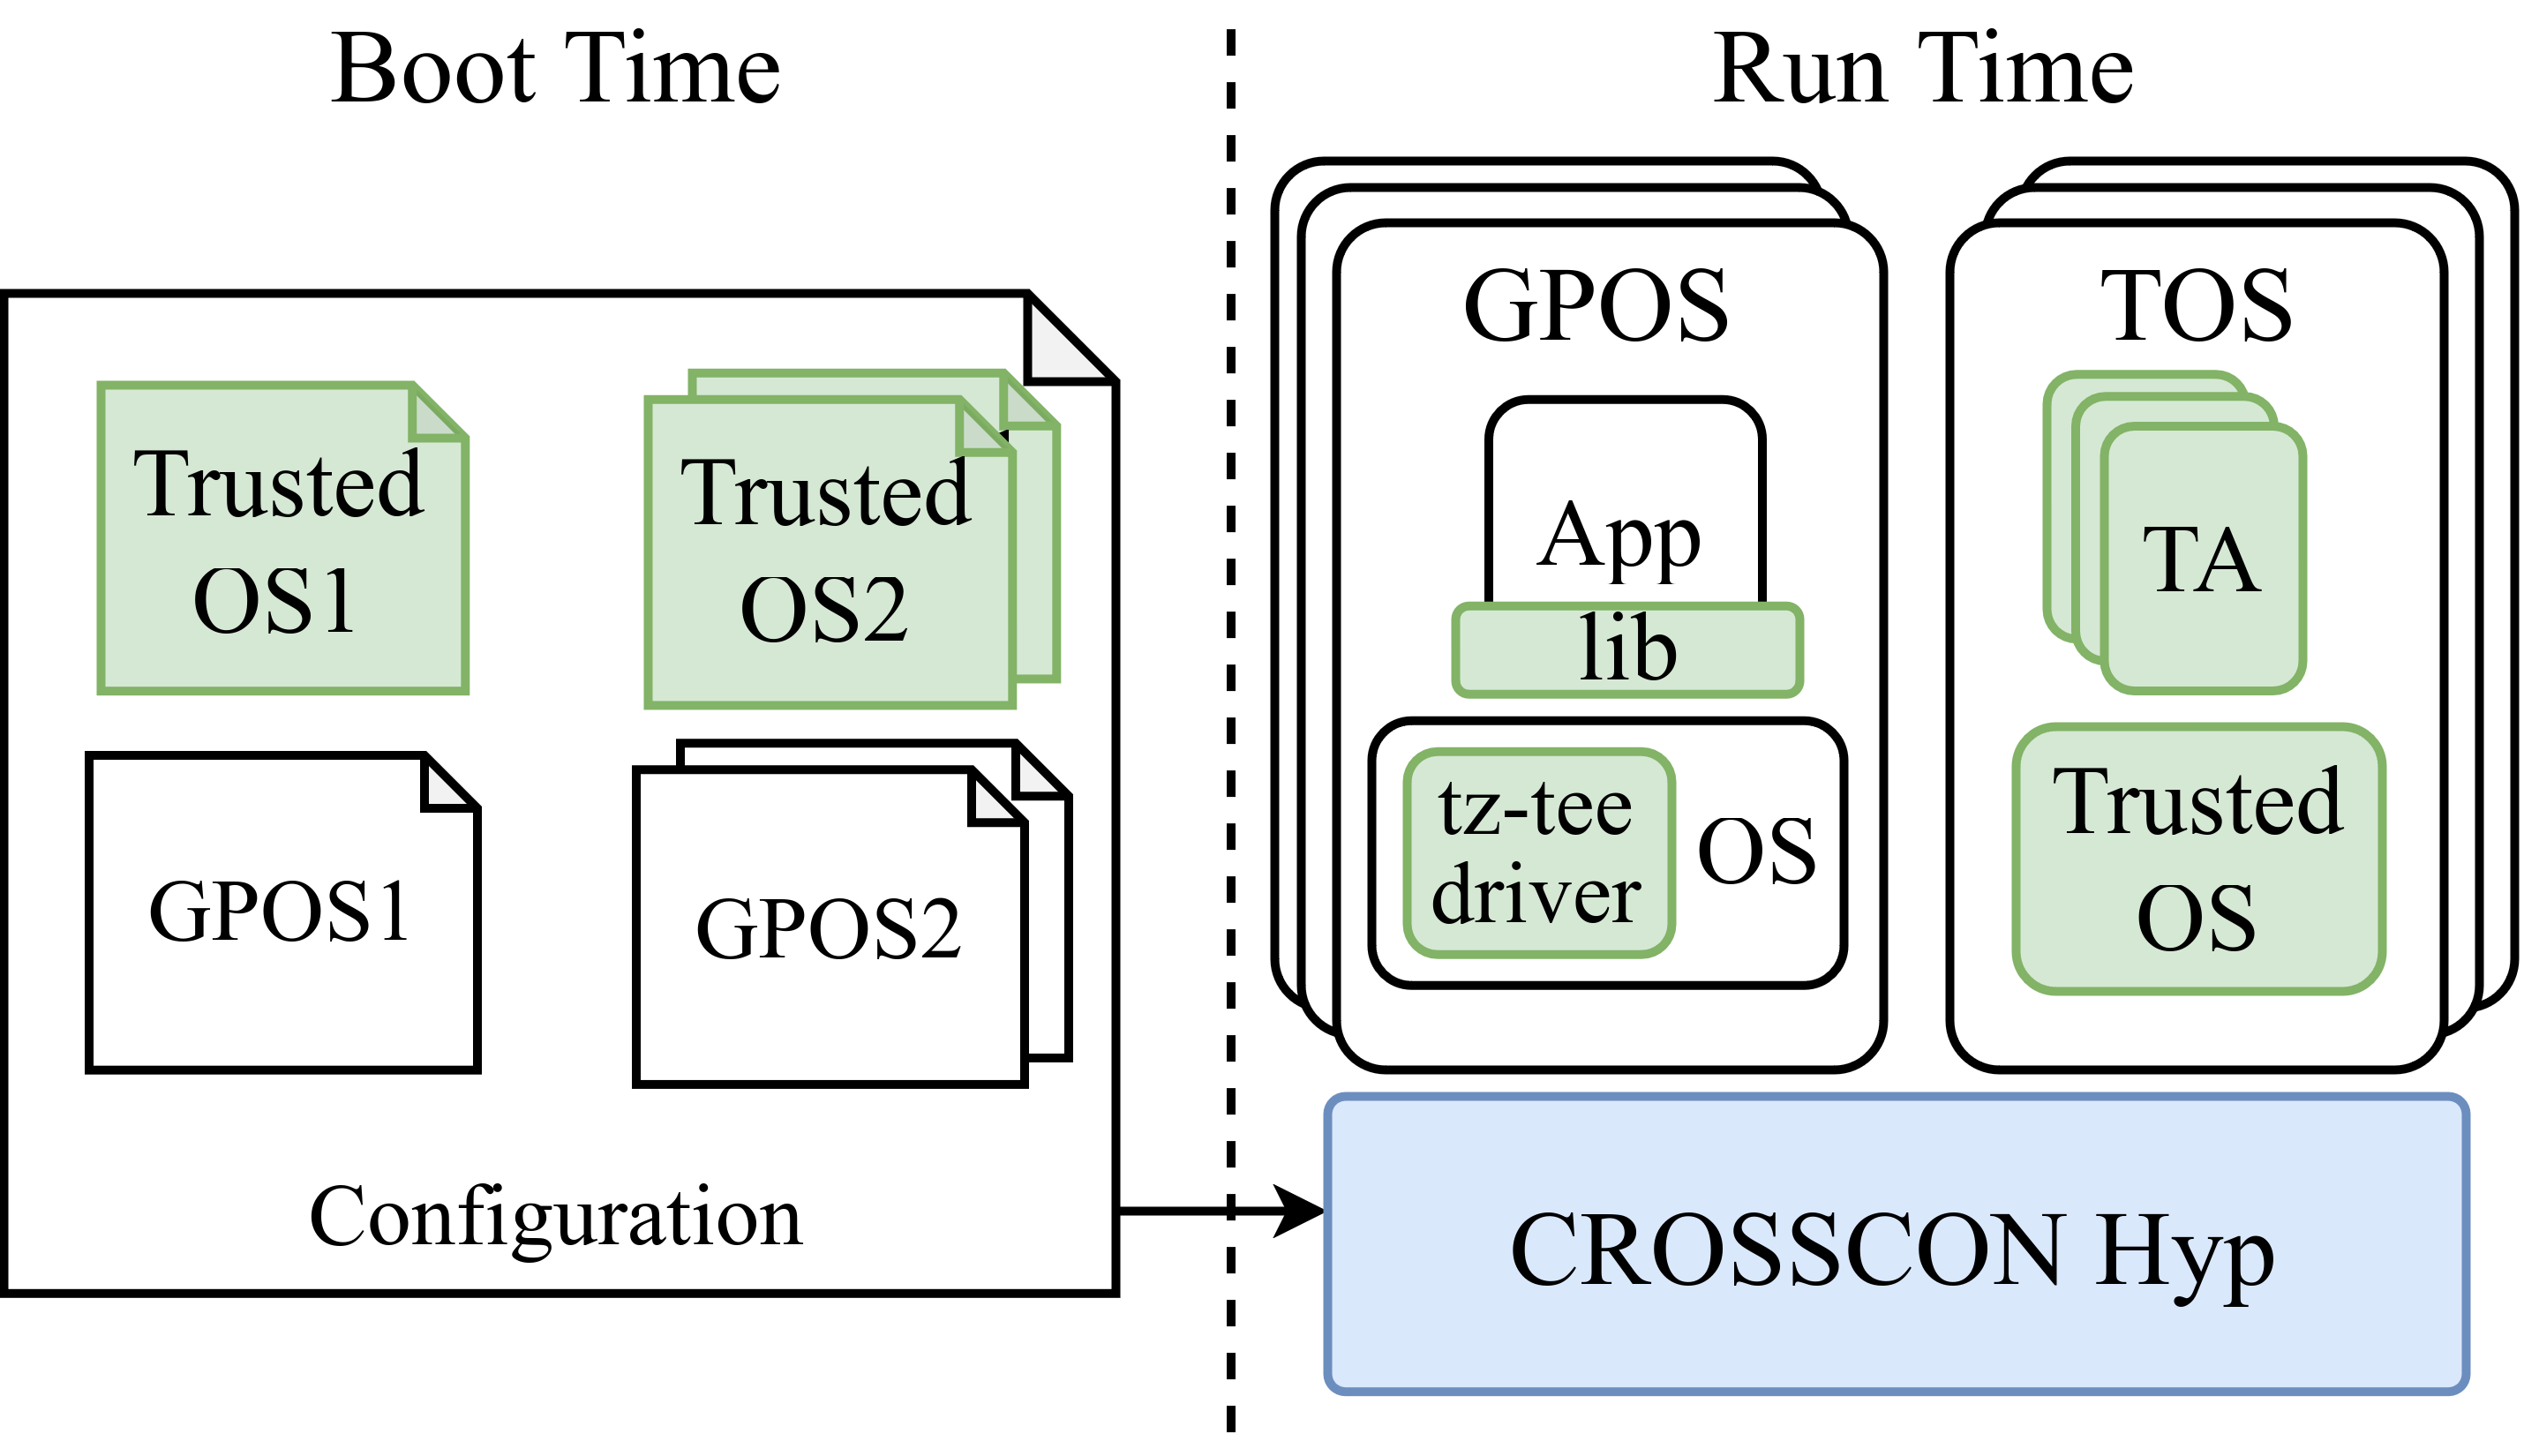 Boot Time
Trusted
OS1
Trusted
OS2
GPOS1
GPOS2
Configuration
Run Time
GPOS
App
lib
tz-tee
driver
OS
TOS
TA
Trusted
OS
CROSSCON Hyp